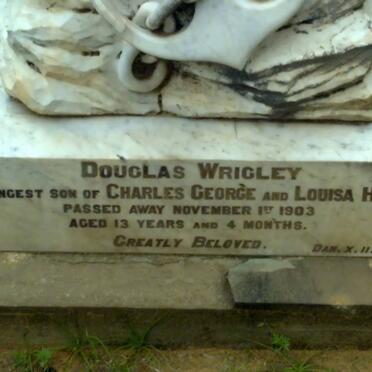 DOUGLAS WRIGLEY
NGEST SON OF CHARLES GEORGE AND LOUISA H
PASSED AWAY NOVEMBER 1ST 1903
AGED 13 YEARS AND 4 MONTHS.
GREATLY BELOVED. DAN. X. 11.